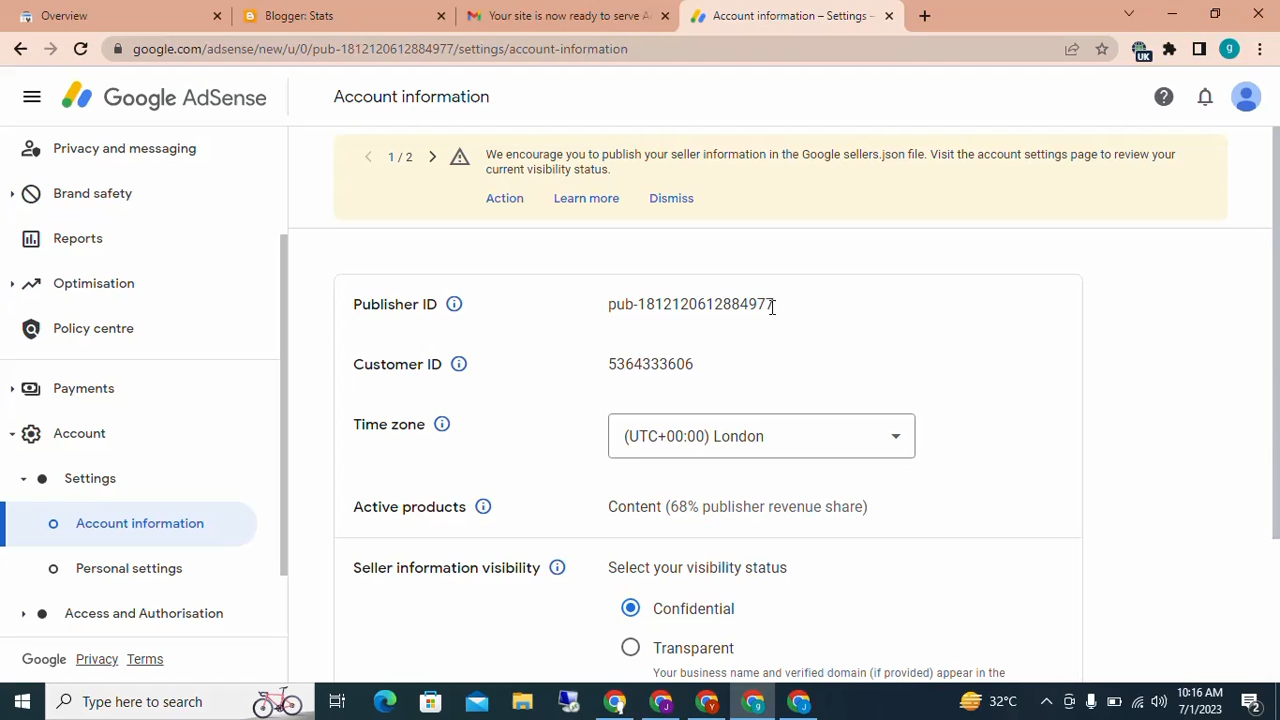 Overview
Blogger: Stats
Your site is now ready to serve A
Account information – Settings –
google.com/adsense/new/u/0/pub-1812120612884977/settings/account-information
UK
g
Google AdSense
Account information
Privacy and messaging
Brand safety
Reports
Optimisation
Policy centre
Payments
Account
Settings
Account information
Personal settings
Access and Authorisation
Google Privacy Terms
1 / 2
We encourage you to publish your seller information in the Google sellers.json file. Visit the account settings page to review your
current visibility status.
Action Learn more Dismiss
Publisher ID pub-1812120612884977
Customer ID 5364333606
Time zone (UTC+00:00) London
Active products Content (68% publisher revenue share)
Seller information visibility Select your visibility status
Confidential
Transparent
Your business name and verified domain (if provided) appear in the
Type here to search
32°C
10:16 AM
7/1/2023
2